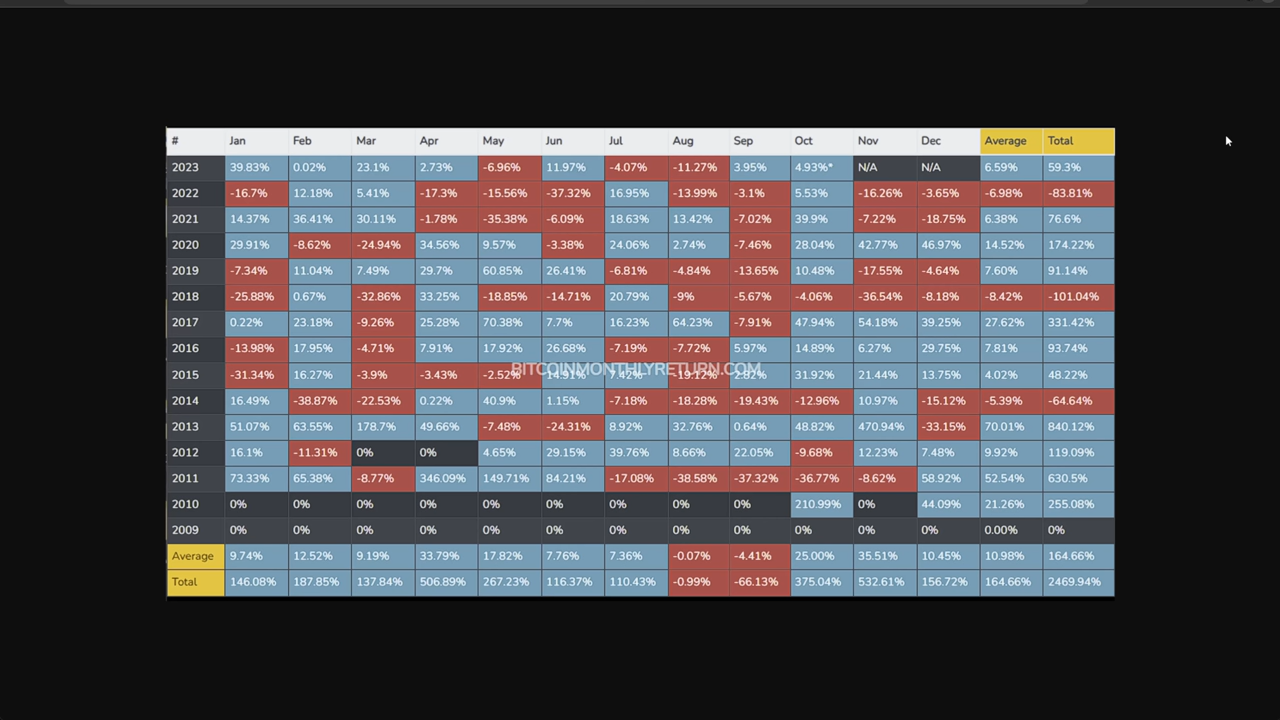 # Jan Feb Mar Apr May Jun Jul Aug Sep Oct Nov Dec Average Total
2023 39.83% 0.02% 23.1% 2.73% -6.96% 11.97% -4.07% -11.27% 3.95% 4.93%* N/A N/A 6.59% 59.3%
2022 -16.7% 12.18% 5.41% -17.3% -15.56% -37.32% 16.95% -13.99% -3.1% 5.53% -16.26% -3.65% -6.98% -83.81%
2021 14.37% 36.41% 30.11% -1.78% -35.38% -6.09% 18.63% 13.42% -7.02% 39.9% -7.22% -18.75% 6.38% 76.6%
2020 29.91% -8.62% -24.94% 34.56% 9.57% -3.38% 24.06% 2.74% -7.46% 28.04% 42.77% 46.97% 14.52% 174.22%
2019 -7.34% 11.04% 7.49% 29.7% 60.85% 26.41% -6.81% -4.84% -13.65% 10.48% -17.55% -4.64% 7.60% 91.14%
2018 -25.88% 0.67% -32.86% 33.25% -18.85% -14.71% 20.79% -9% -5.67% -4.06% -36.54% -8.18% -8.42% -101.04%
2017 0.22% 23.18% -9.26% 25.28% 70.38% 7.7% 16.23% 64.23% -7.91% 47.94% 54.18% 39.25% 27.62% 331.42%
2016 -13.98% 17.95% -4.71% 7.91% 17.92% 26.68% -7.19% -7.72% 5.97% 14.89% 6.27% 29.75% 7.81% 93.74%
BITCOINMONTHLYRETURN.COM
2015 -31.34% 16.27% -3.9% -3.43% -2.52% 14.91% 7.42% -19.12% 2.82% 31.92% 21.44% 13.75% 4.02% 48.22%
2014 16.49% -38.87% -22.53% 0.22% 40.9% 1.15% -7.18% -18.28% -19.43% -12.96% 10.97% -15.12% -5.39% -64.64%
2013 51.07% 63.55% 178.7% 49.66% -7.48% -24.31% 8.92% 32.76% 0.64% 48.82% 470.94% -33.15% 70.01% 840.12%
2012 16.1% -11.31% 0% 0% 4.65% 29.15% 39.76% 8.66% 22.05% -9.68% 12.23% 7.48% 9.92% 119.09%
2011 73.33% 65.38% -8.77% 346.09% 149.71% 84.21% -17.08% -38.58% -37.32% -36.77% -8.62% 58.92% 52.54% 630.5%
2010 0% 0% 0% 0% 0% 0% 0% 0% 0% 210.99% 0% 44.09% 21.26% 255.08%
2009 0% 0% 0% 0% 0% 0% 0% 0% 0% 0% 0% 0% 0.00% 0%
Average 9.74% 12.52% 9.19% 33.79% 17.82% 7.76% 7.36% -0.07% -4.41% 25.00% 35.51% 10.45% 10.98% 164.66%
Total 146.08% 187.85% 137.84% 506.89% 267.23% 116.37% 110.43% -0.99% -66.13% 375.04% 532.61% 156.72% 164.66% 2469.94%